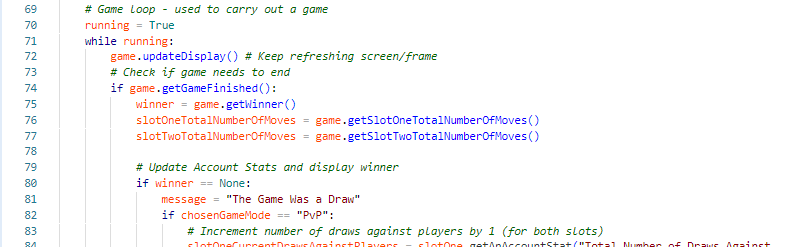 69 # Game loop - used to carry out a game
70 running = True
71 while running:
72 game.updateDisplay() # Keep refreshing screen/frame
73 # Check if game needs to end
74 if game.getGameFinished():
75 winner = game.getWinner()
76 slotOneTotalNumberOfMoves = game.getSlotOneTotalNumberOfMoves()
77 slotTwoTotalNumberOfMoves = game.getSlotTwoTotalNumberOfMoves()
78
79 # Update Account Stats and display winner
80 if winner == None:
81 message = "The Game Was a Draw"
82 if chosenGameMode == "PvP":
83 # Increment number of draws against players by 1 (for both slots)
84 slotOneCurrentDrawsAgainstPlayers = slotOne.getAnAccountStat("Total Number of Draws Against